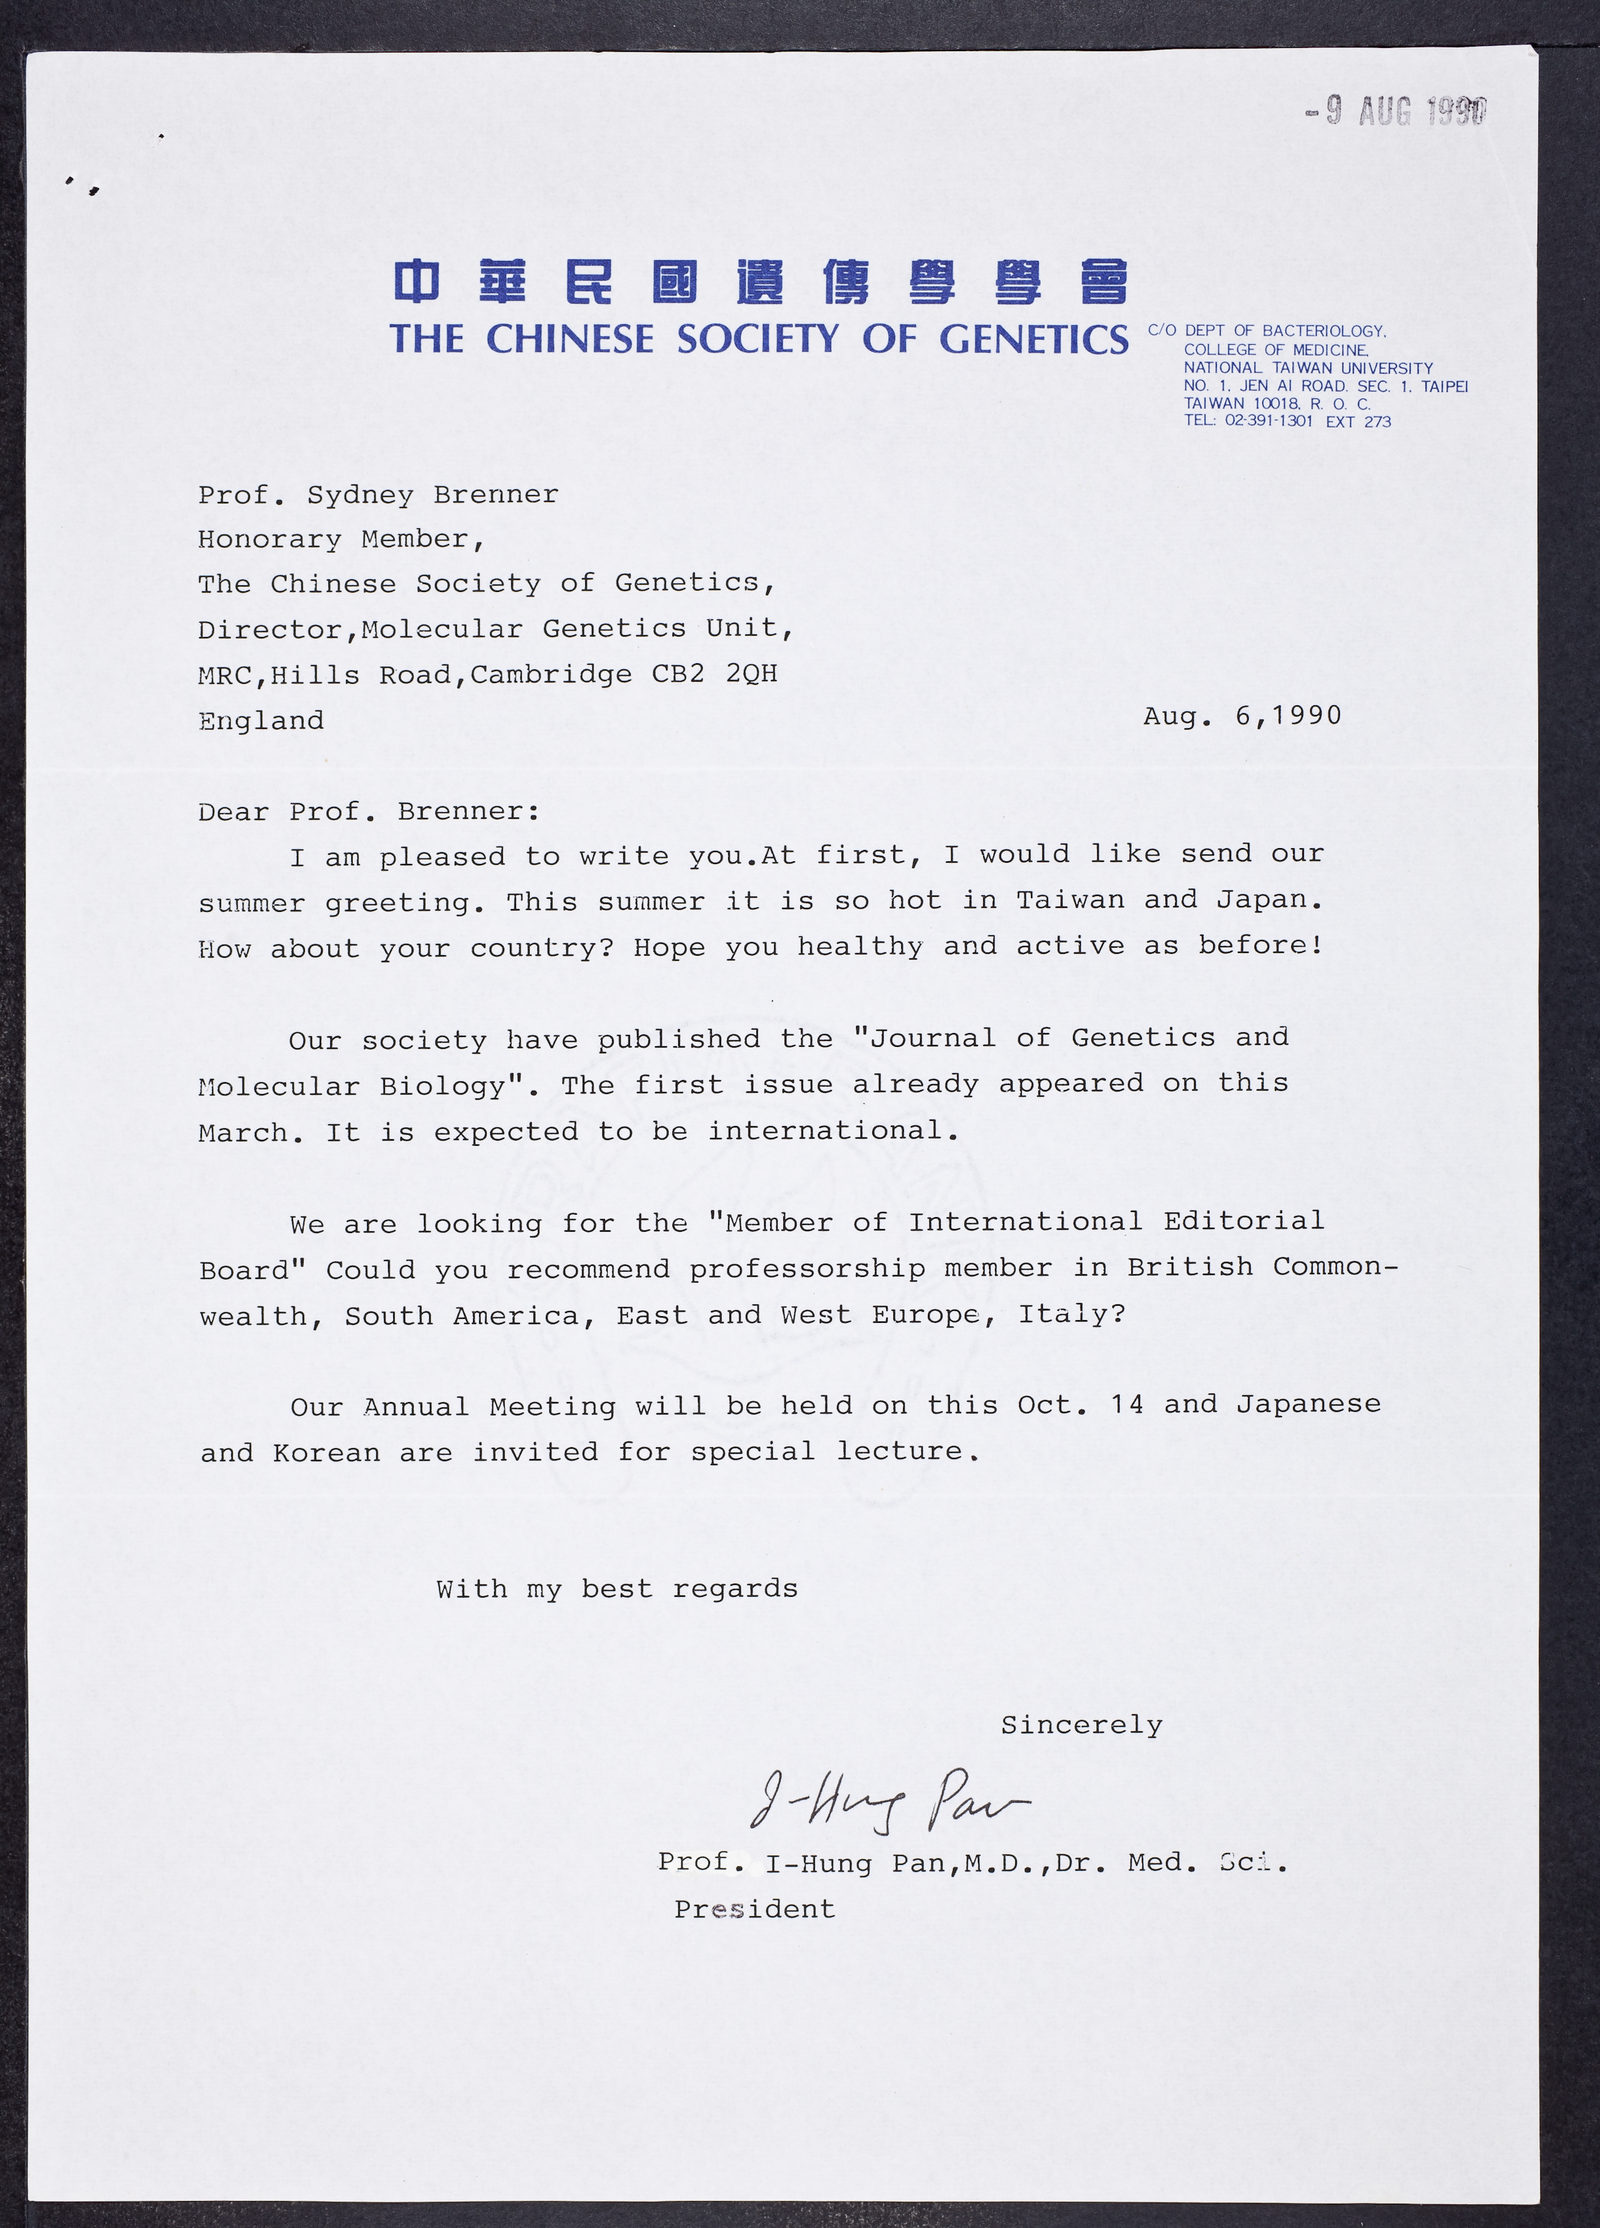 -9 AUG 1990
中華民國遺傳學學會
THE CHINESE SOCIETY OF GENETICS
C/O DEPT OF BACTERIOLOGY,
COLLEGE OF MEDICINE,
NATIONAL TAIWAN UNIVERSITY
NO. 1, JEN AI ROAD. SEC. 1, TAIPEI
TAIWAN 10018, R. O. C.
TEL: 02-391-1301 EXT 273
Prof. Sydney Brenner
Honorary Member,
The Chinese Society of Genetics,
Director,Molecular Genetics Unit,
MRC,Hills Road,Cambridge CB2 2QH
England
Aug. 6,1990
Dear Prof. Brenner:
I am pleased to write you.At first, I would like send our
summer greeting. This summer it is so hot in Taiwan and Japan.
How about your country? Hope you healthy and active as before!
Our society have published the "Journal of Genetics and
Molecular Biology". The first issue already appeared on this
March. It is expected to be international.
We are looking for the "Member of International Editorial
Board" Could you recommend professorship member in British Common-
wealth, South America, East and West Europe, Italy?
Our Annual Meeting will be held on this Oct. 14 and Japanese
and Korean are invited for special lecture.
With my best regards
Sincerely
I-Hung Pan
Prof. I-Hung Pan,M.D.,Dr. Med. Sci.
President